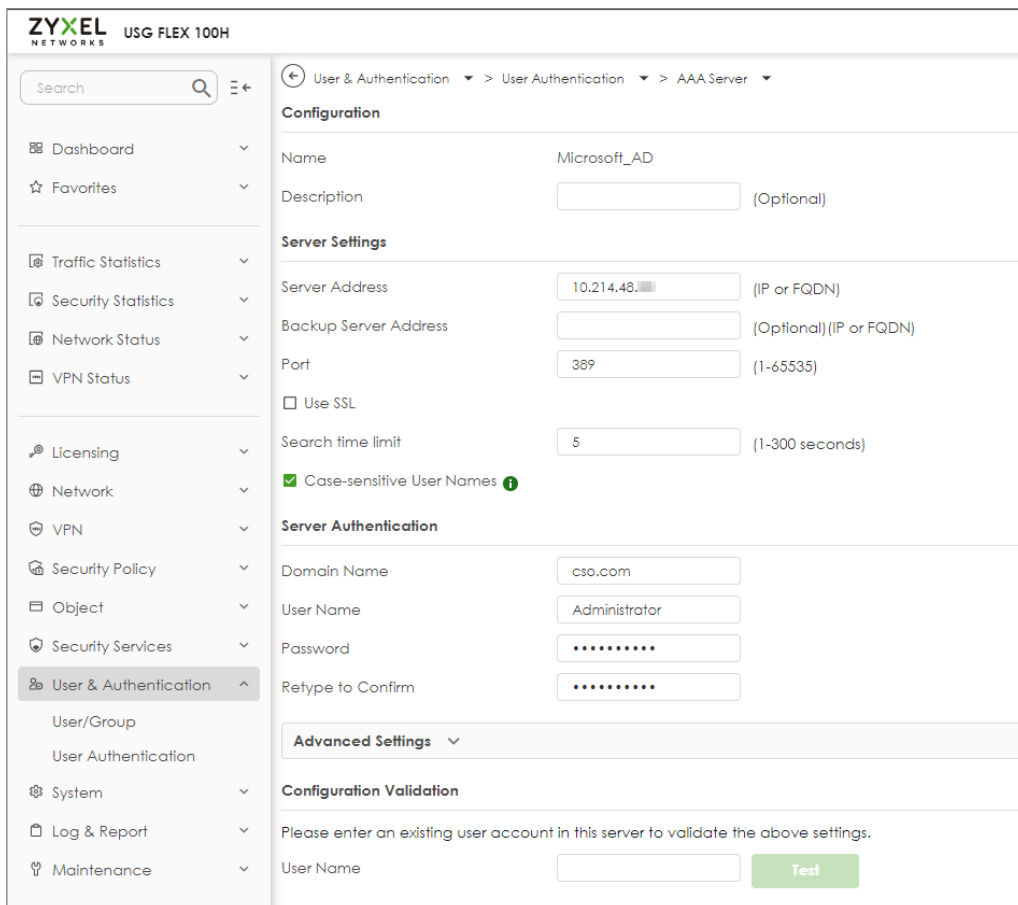 ZYXEL
NETWORKS
USG FLEX 100H
Search
User & Authentication > User Authentication > AAA Server
Configuration
Dashboard
Name Microsoft_AD
Favorites
Description (Optional)
Server Settings
Traffic Statistics
Server Address 10.214.48. (IP or FQDN)
Security Statistics
Backup Server Address (Optional)(IP or FQDN)
Network Status
Port 389 (1-65535)
VPN Status
Use SSL
Search time limit 5 (1-300 seconds)
Licensing
Case-sensitive User Names
Network
Server Authentication
VPN
Domain Name cso.com
Security Policy
User Name Administrator
Object
Password ••••••••••
Security Services
Retype to Confirm ••••••••••
User & Authentication
User/Group
Advanced Settings
User Authentication
Configuration Validation
System
Please enter an existing user account in this server to validate the above settings.
Log & Report
User Name Test
Maintenance